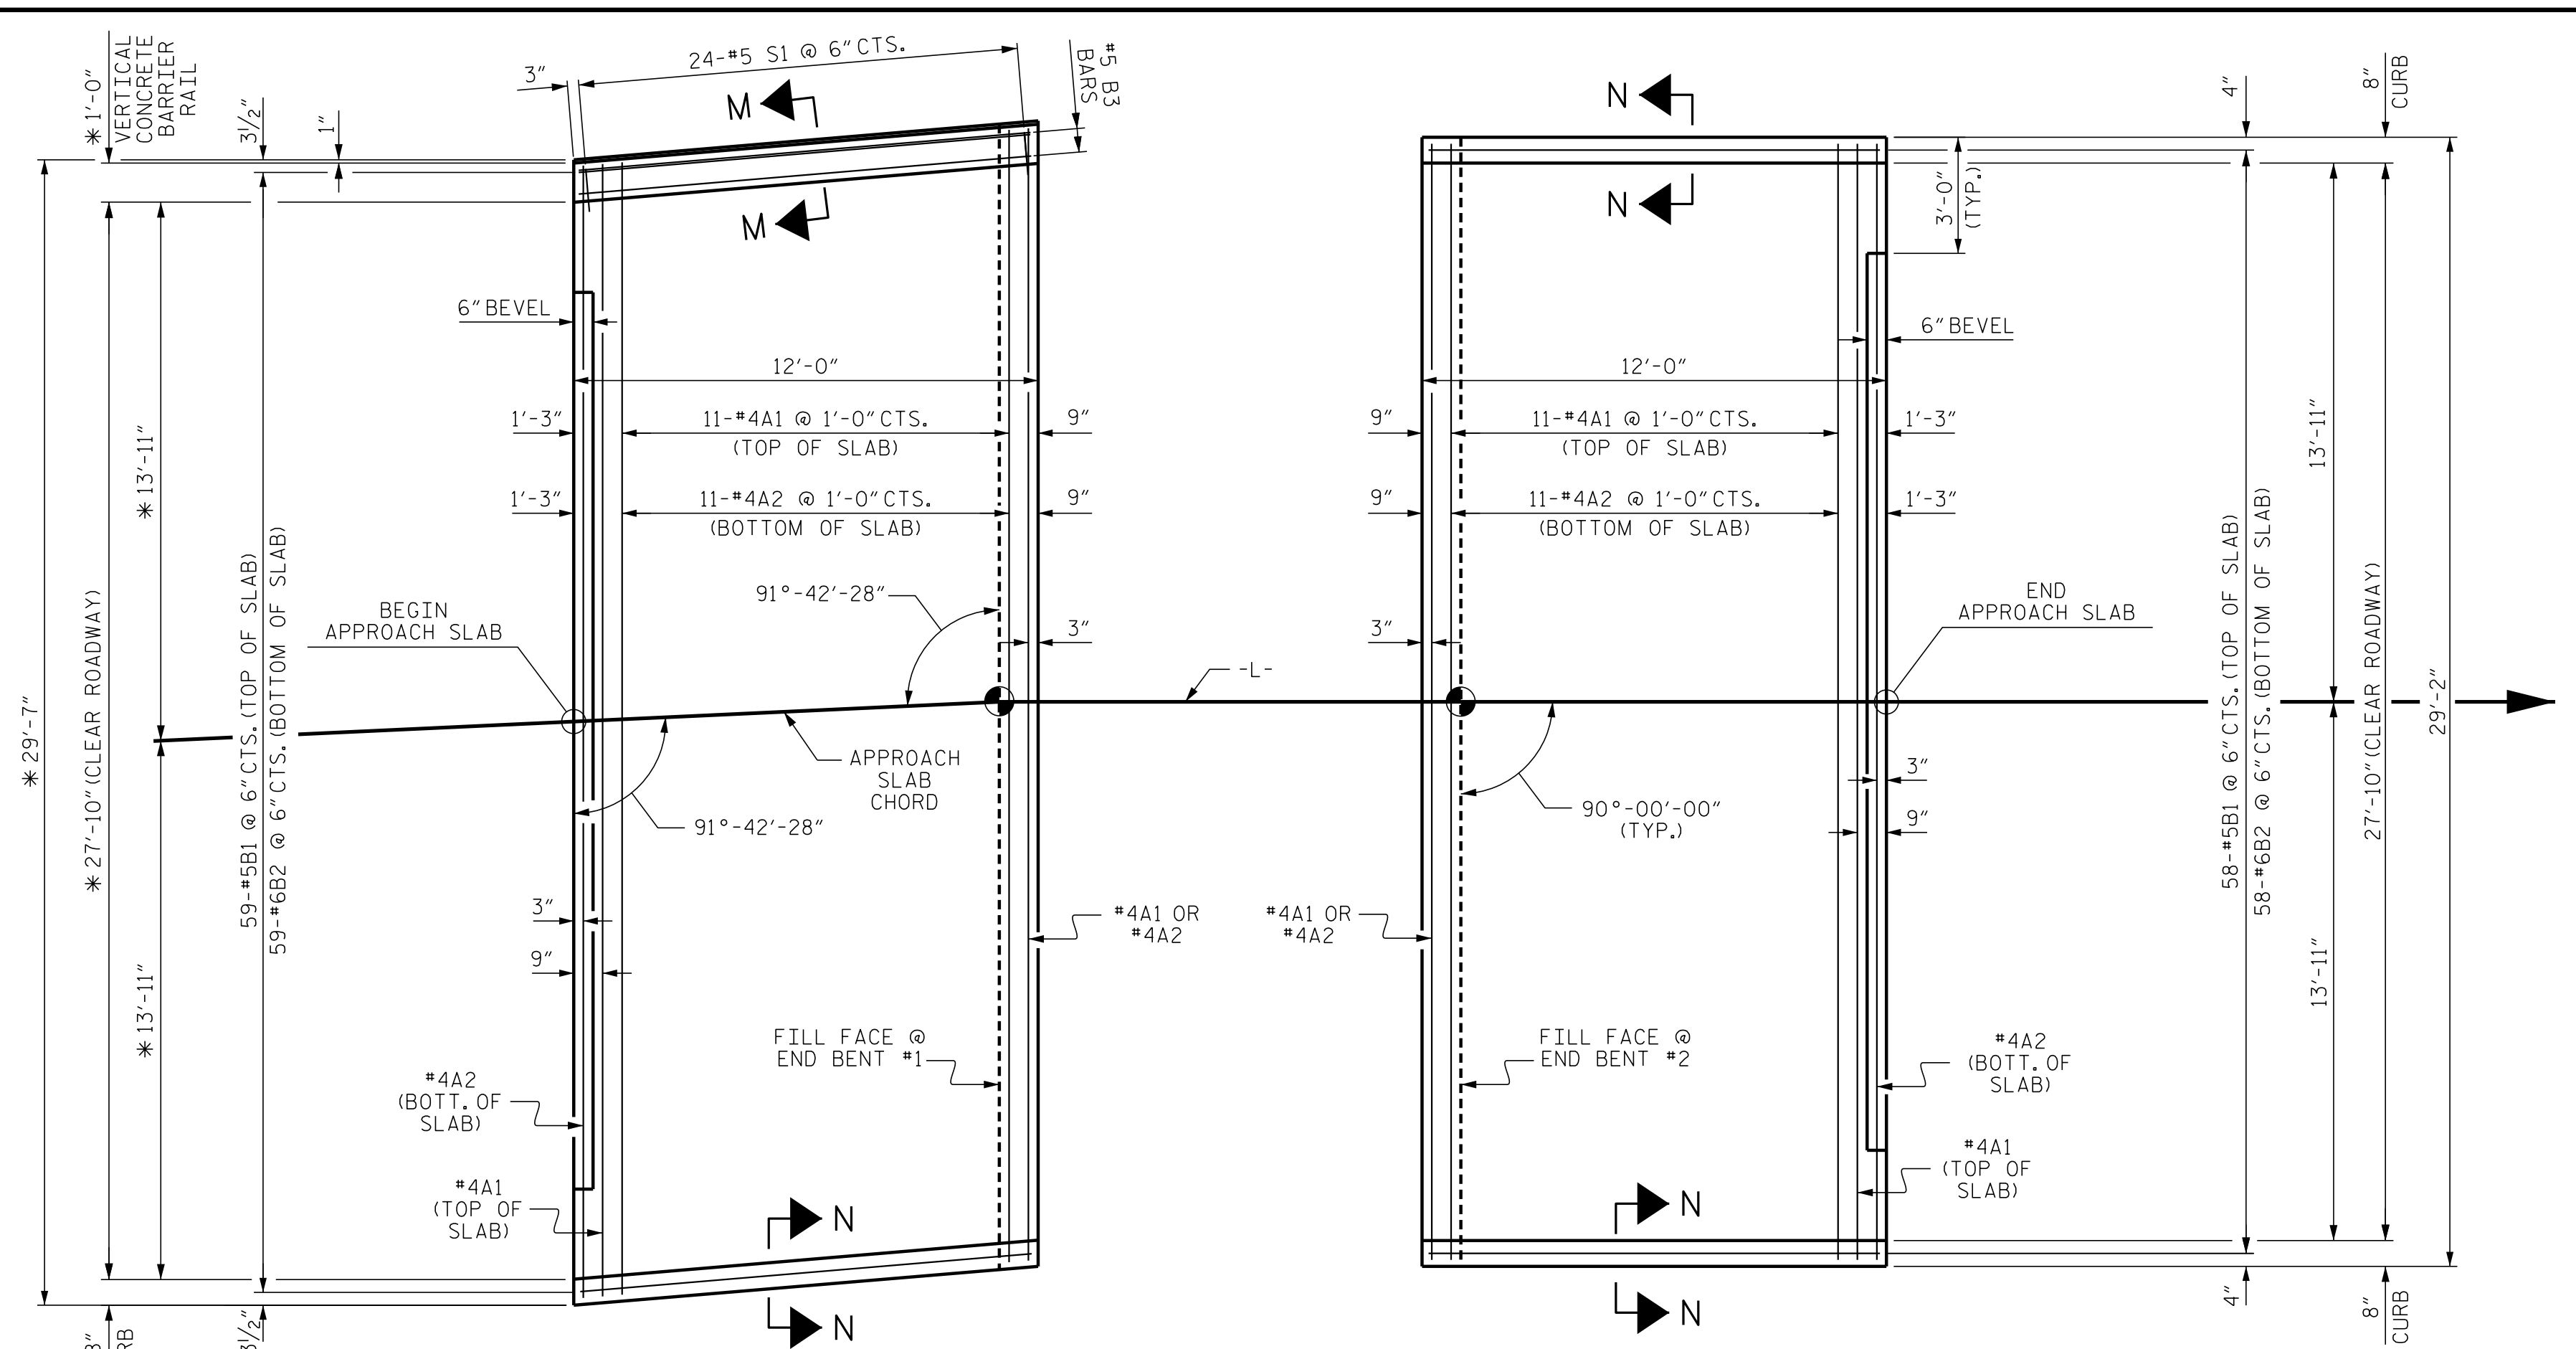 ✳ 1'-0"
VERTICAL
CONCRETE
BARRIER
RAIL
3½"
1"
3"
24-#5 S1 @ 6" CTS.
#5 B3
BARS
M
M
N
N
4"
8"
CURB
3'-0"
(TYP.)
6" BEVEL
6" BEVEL
12'-0"
12'-0"
1'-3"
11-#4A1 @ 1'-0" CTS.
(TOP OF SLAB)
9"
9"
11-#4A1 @ 1'-0" CTS.
(TOP OF SLAB)
1'-3"
1'-3"
11-#4A2 @ 1'-0" CTS.
(BOTTOM OF SLAB)
9"
9"
11-#4A2 @ 1'-0" CTS.
(BOTTOM OF SLAB)
1'-3"
✳ 29'-7"
✳ 27'-10" (CLEAR ROADWAY)
✳ 13'-11"
✳ 13'-11"
59-#5B1 @ 6" CTS. (TOP OF SLAB)
59-#6B2 @ 6" CTS. (BOTTOM OF SLAB)
BEGIN
APPROACH SLAB
91°-42'-28"
3"
3"
-L-
END
APPROACH SLAB
APPROACH
SLAB
CHORD
91°-42'-28"
90°-00'-00"
(TYP.)
3"
9"
58-#5B1 @ 6" CTS. (TOP OF SLAB)
58-#6B2 @ 6" CTS. (BOTTOM OF SLAB)
13'-11"
13'-11"
27'-10" (CLEAR ROADWAY)
29'-2"
3"
9"
#4A1 OR
#4A2
#4A1 OR
#4A2
FILL FACE @
END BENT #1
FILL FACE @
END BENT #2
#4A2
(BOTT. OF
SLAB)
#4A2
(BOTT. OF
SLAB)
#4A1
(TOP OF
SLAB)
#4A1
(TOP OF
SLAB)
N
N
N
N
3½"
4"
8"
CURB